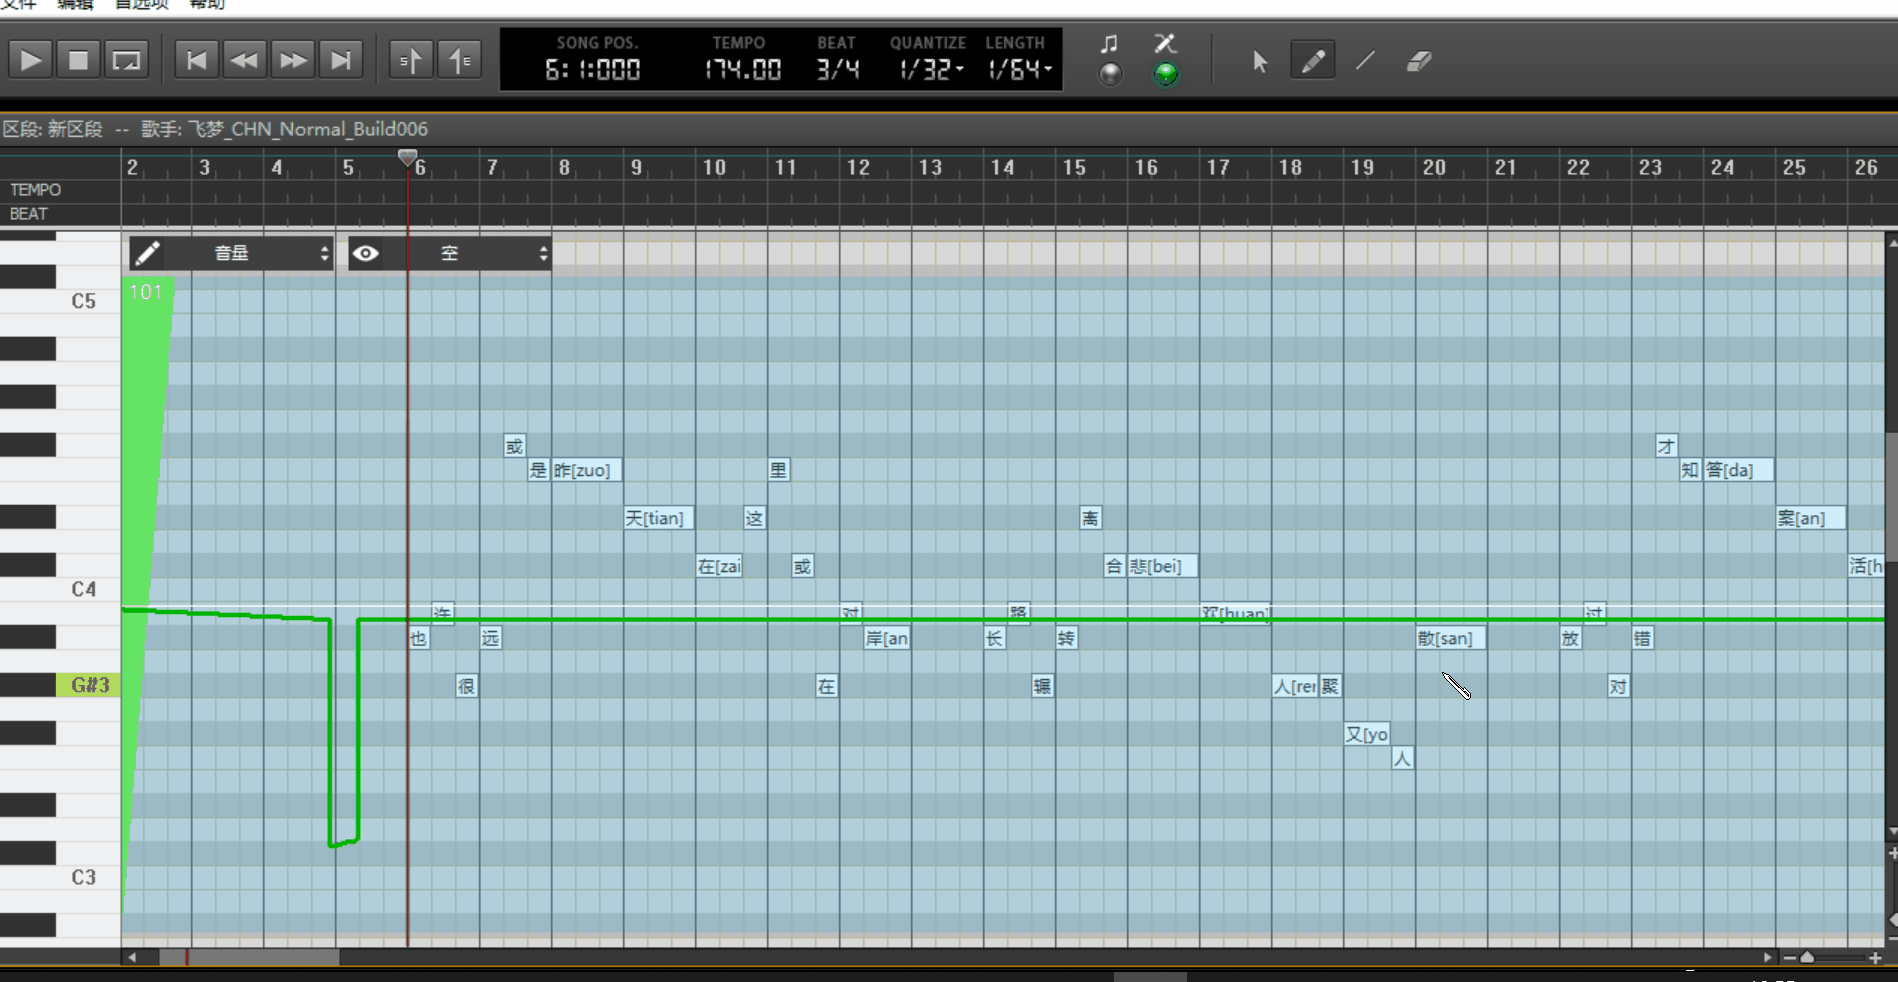 文件 编辑 首选项 帮助
SONG POS. TEMPO BEAT QUANTIZE LENGTH
6: 1:000 174.00 3/4 1/32 1/64
区段: 新区段 -- 歌手: 飞梦_CHN_Normal_Build006
2 3 4 5 6 7 8 9 10 11 12 13 14 15 16 17 18 19 20 21 22 23 24 25 26
TEMPO
BEAT
音量 空
101
C5
或 才
是 昨[zuo] 里 知 答[da]
天[tian] 这 离 案[an]
在[zai 或 合 悲[bei] 活[h
C4
许 对 路 欢[huan] 过
也 远 岸[an 长 转 散[san] 放 错
G#3 很 在 辗 人[ren 聚 对
又[yo
人
C3